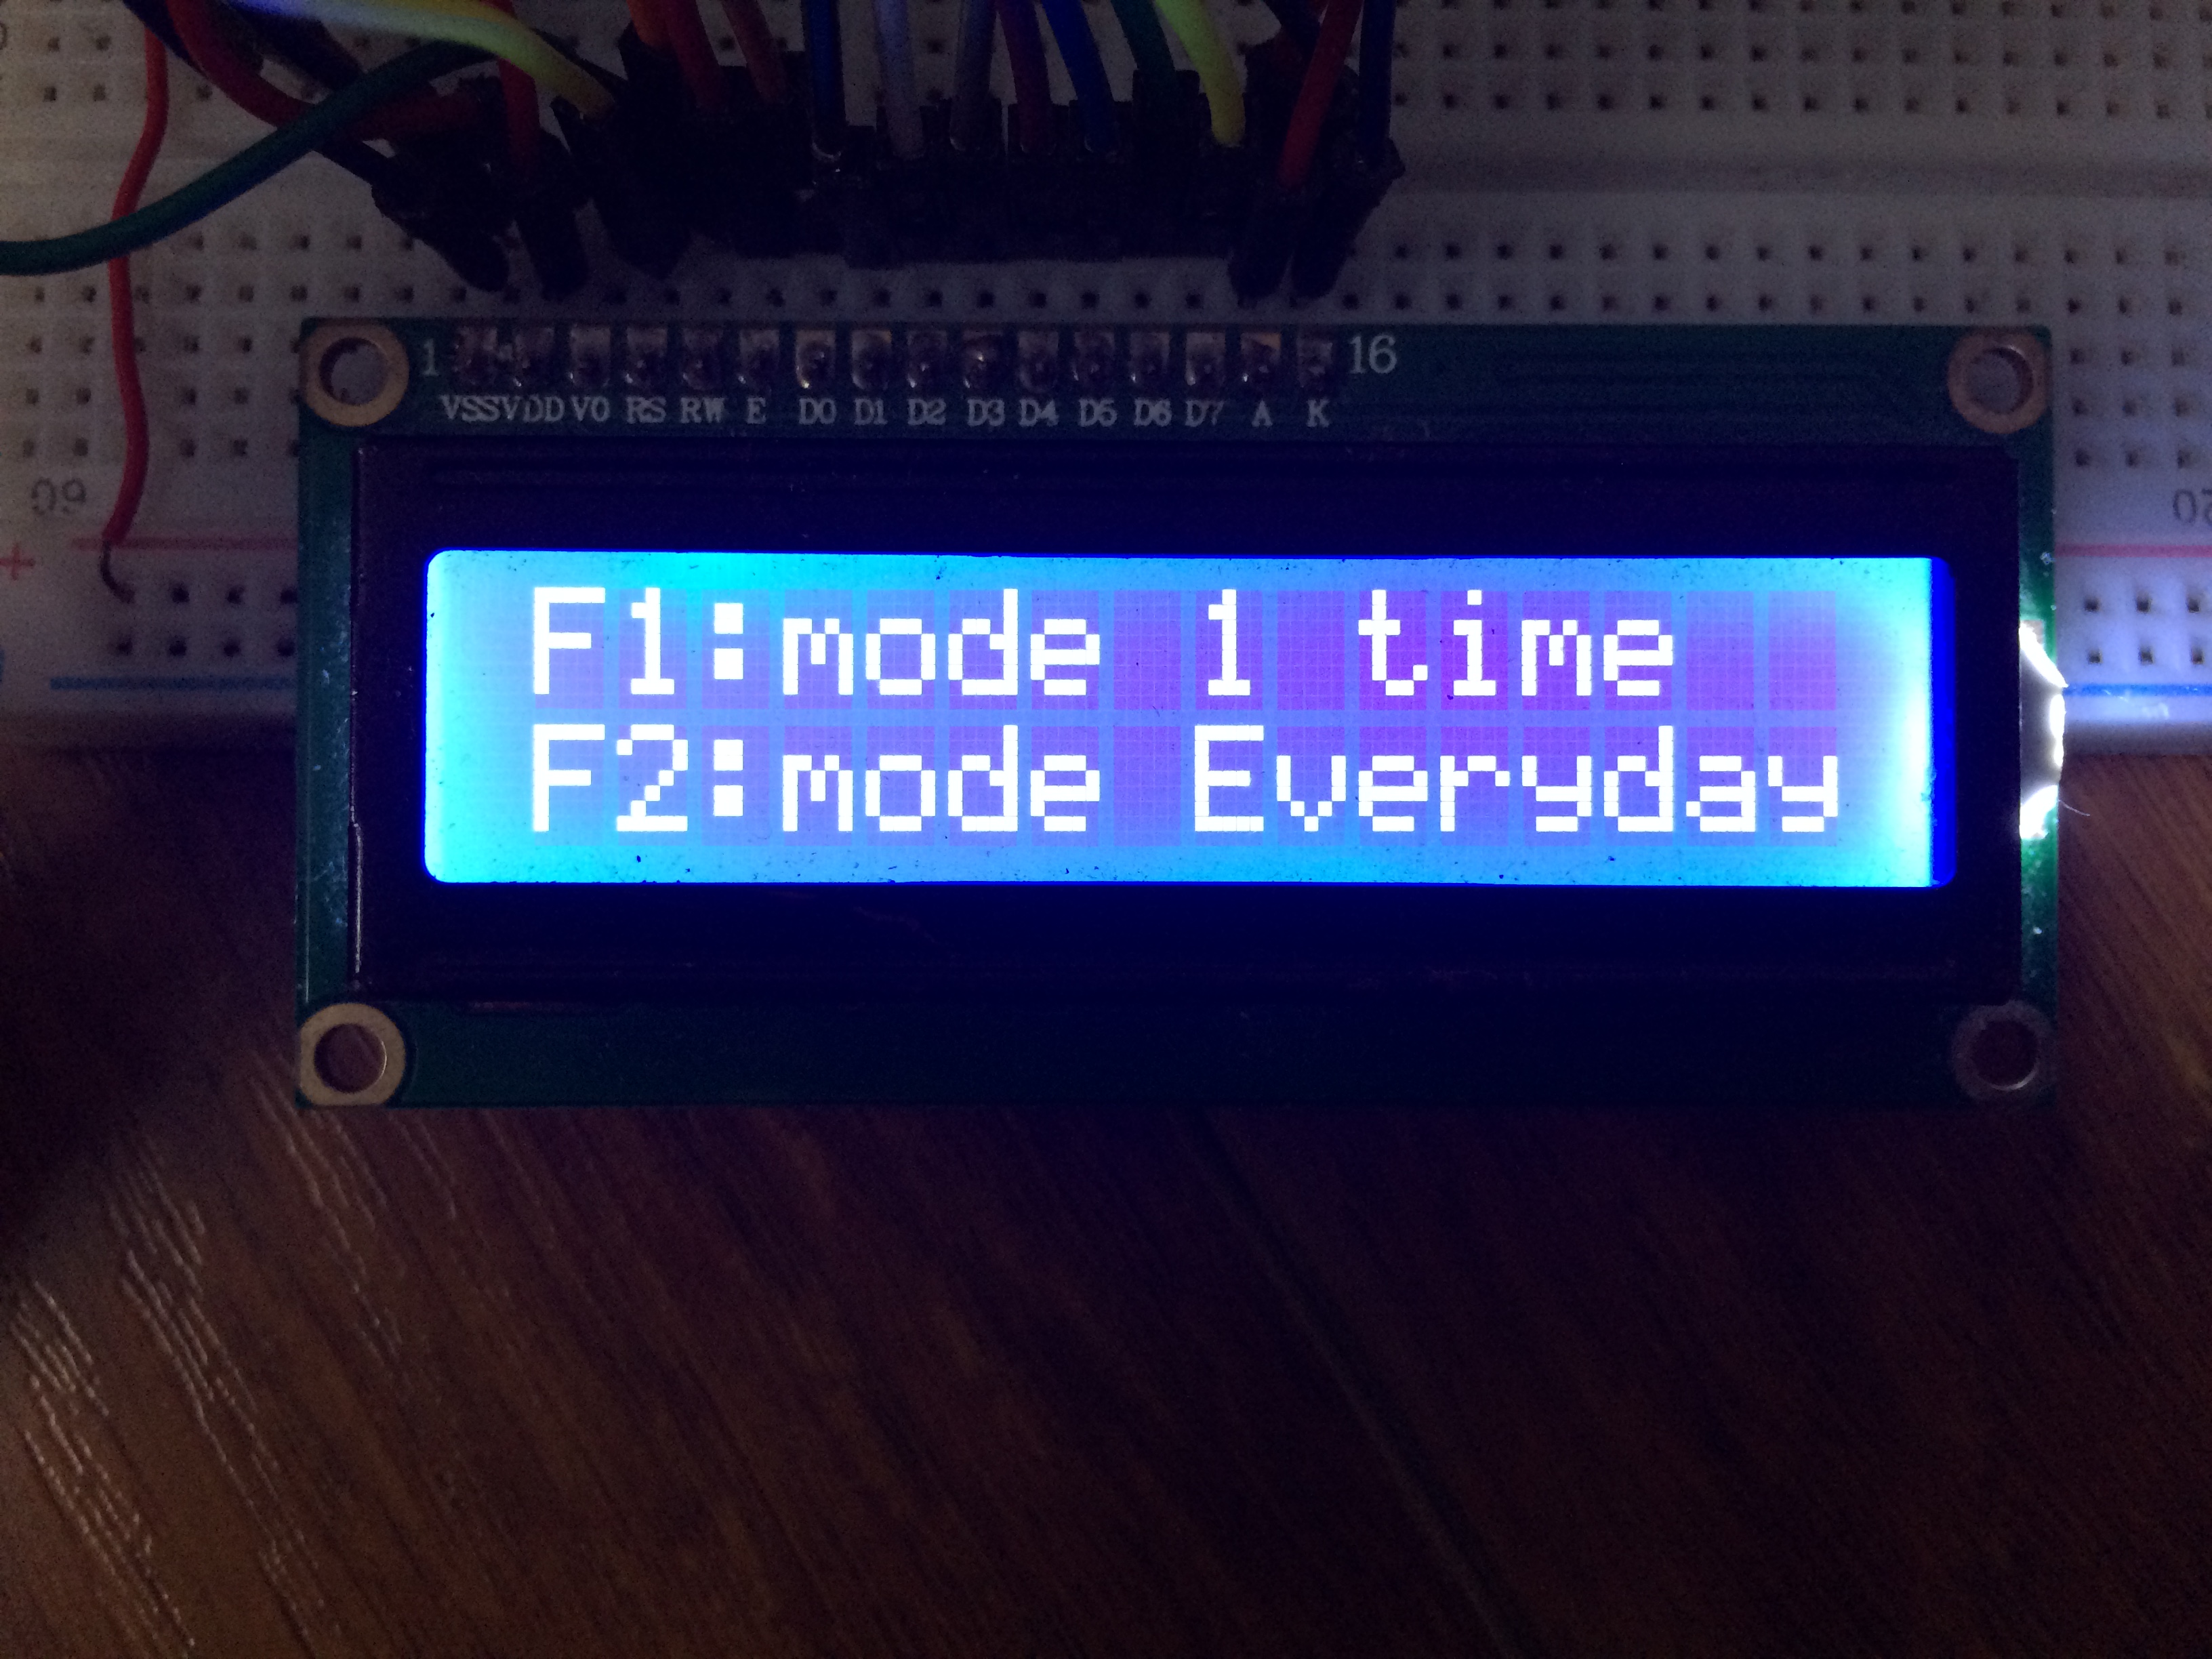 F1:mode 1 time
F2:mode Everyday
1
VSS VDD V0 RS RW E D0 D1 D2 D3 D4 D5 D6 D7 A K
16
20
60
+